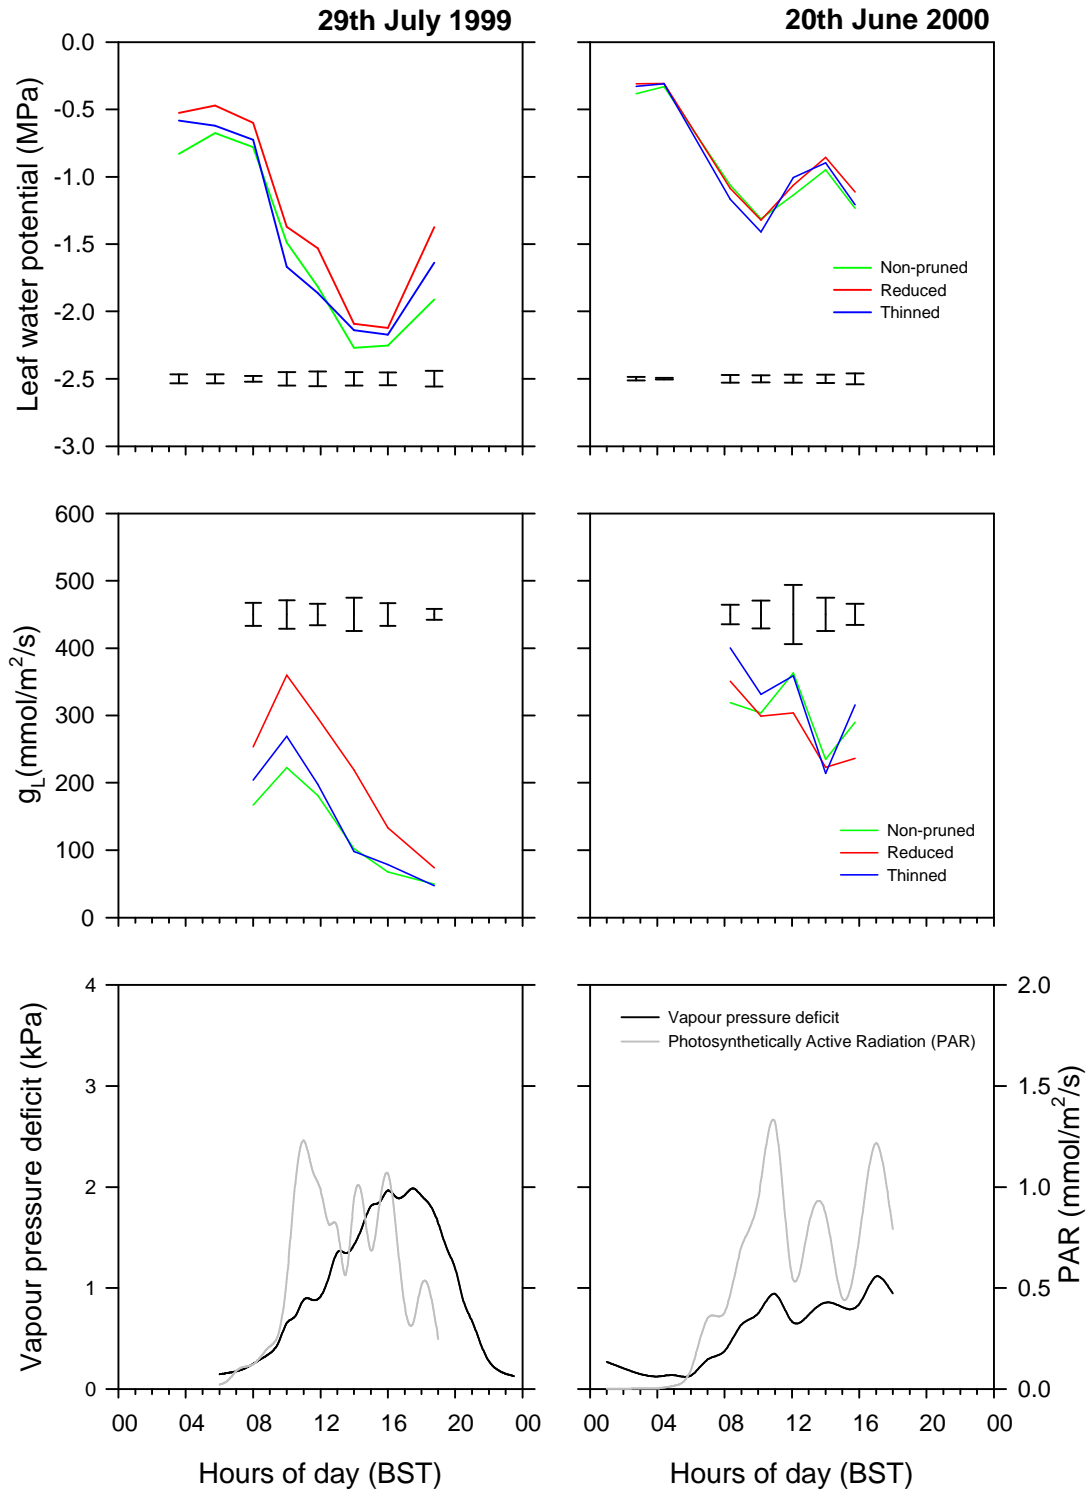 29th July 1999
20th June 2000
Leaf water potential (MPa)
0.0
-0.5
-1.0
-1.5
-2.0
-2.5
-3.0
Non-pruned
Reduced
Thinned
gL(mmol/m2/s)
600
500
400
300
200
100
0
Non-pruned
Reduced
Thinned
Vapour pressure deficit (kPa)
4
3
2
1
0
Vapour pressure deficit
Photosynthetically Active Radiation (PAR)
2.0
1.5
1.0
0.5
0.0
PAR (mmol/m2/s)
00 04 08 12 16 20 00
00 04 08 12 16 20 00
Hours of day (BST)
Hours of day (BST)